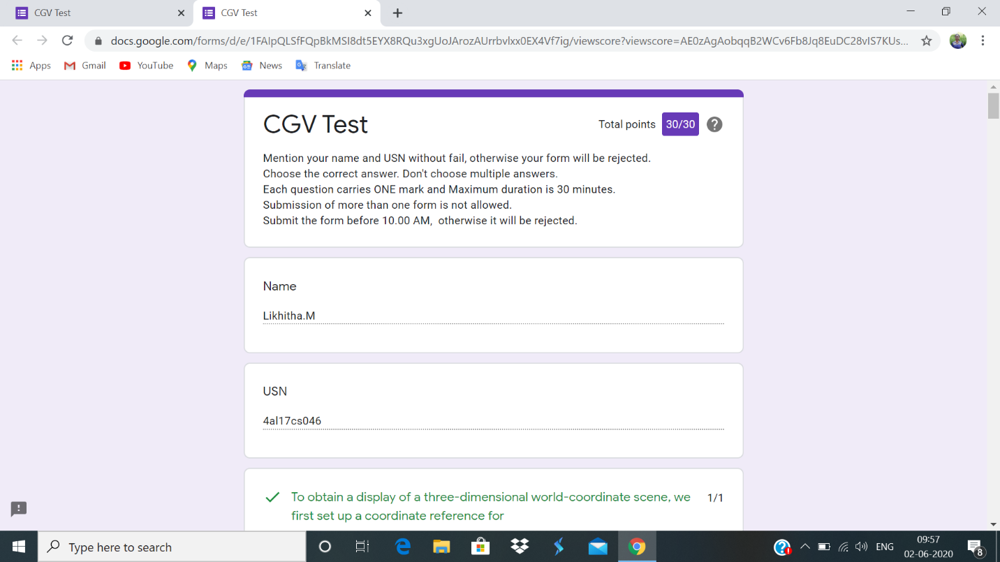 CGV Test
CGV Test
docs.google.com/forms/d/e/1FAIpQLSfFQpBkMSI8dt5EYX8RQu3xgUoJArozAUrrbvlxx0EX4Vf7ig/viewscore?viewscore=AE0zAgAobqqB2WCv6Fb8Jq8EuDC28vIS7KUs...
Apps Gmail YouTube Maps News Translate
CGV Test
Total points 30/30
Mention your name and USN without fail, otherwise your form will be rejected.
Choose the correct answer. Don't choose multiple answers.
Each question carries ONE mark and Maximum duration is 30 minutes.
Submission of more than one form is not allowed.
Submit the form before 10.00 AM,  otherwise it will be rejected.
Name
Likhitha.M
USN
4al17cs046
To obtain a display of a three-dimensional world-coordinate scene, we 1/1
first set up a coordinate reference for
Type here to search
ENG
09:57
02-06-2020
8